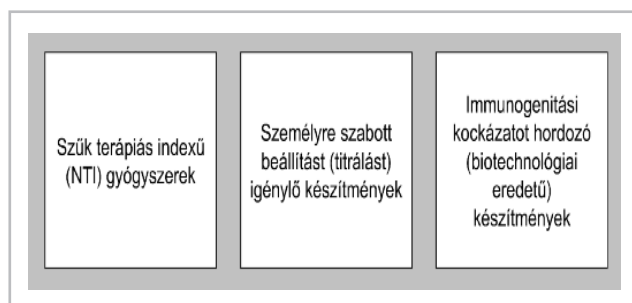 Szűk terápiás indexű
(NTI) gyógyszerek
Személyre szabott
beállítást (titrálást)
igénylő készítmények
Immunogenitási
kockázatot hordozó
(biotechnológiai
eredetű)
készítmények